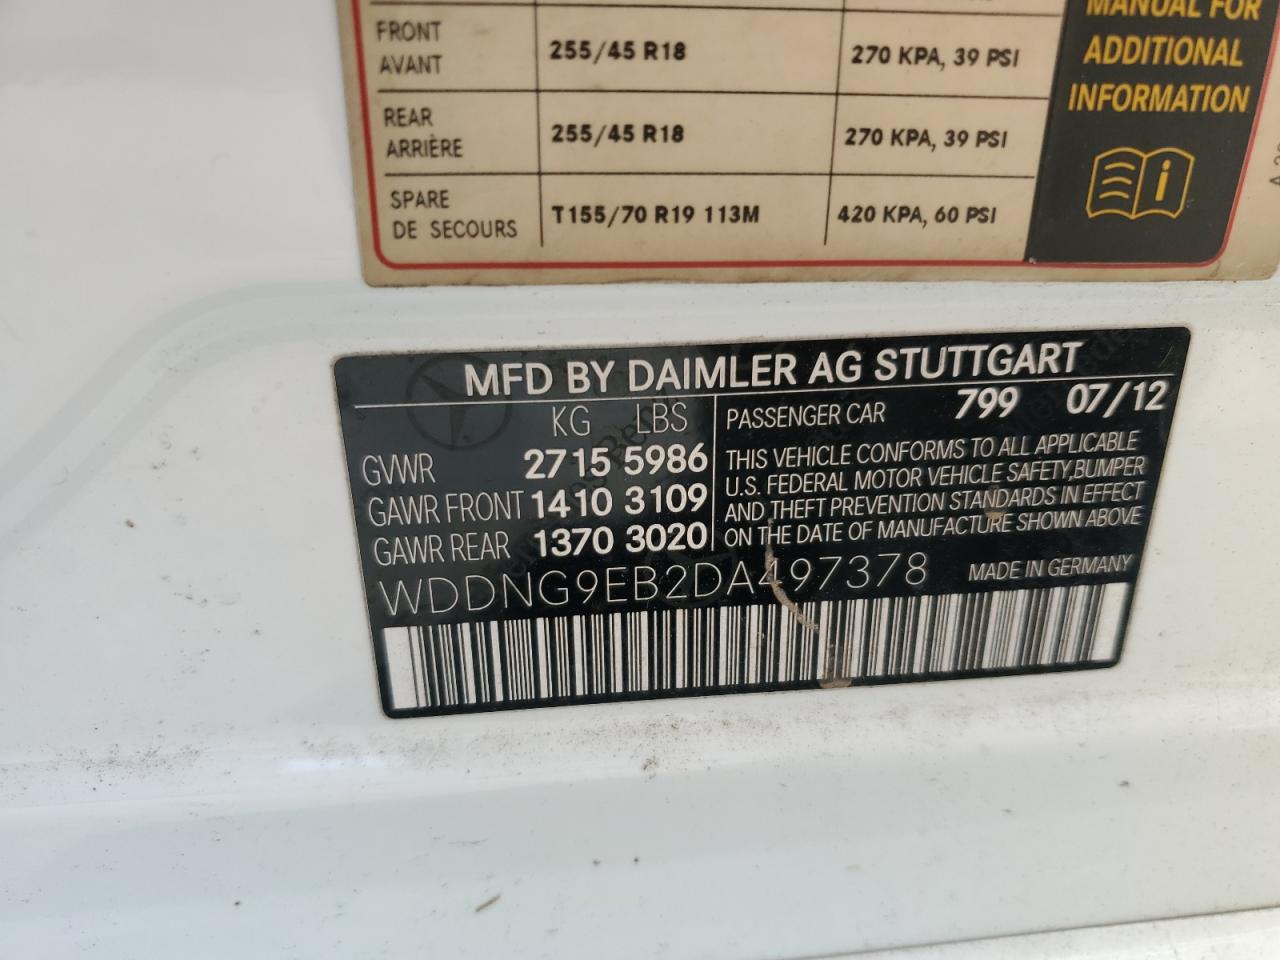 MANUAL FOR
ADDITIONAL
INFORMATION
FRONT
AVANT
255/45 R18
270 KPA, 39 PSI
REAR
ARRIÈRE
255/45 R18
270 KPA, 39 PSI
SPARE
DE SECOURS
T155/70 R19 113M
420 KPA, 60 PSI
MFD BY DAIMLER AG STUTTGART
KG LBS
GVWR 2715 5986
GAWR FRONT 1410 3109
GAWR REAR 1370 3020
PASSENGER CAR 799 07/12
THIS VEHICLE CONFORMS TO ALL APPLICABLE
U.S. FEDERAL MOTOR VEHICLE SAFETY,BUMPER
AND THEFT PREVENTION STANDARDS IN EFFECT
ON THE DATE OF MANUFACTURE SHOWN ABOVE
WDDNG9EB2DA497378 MADE IN GERMANY